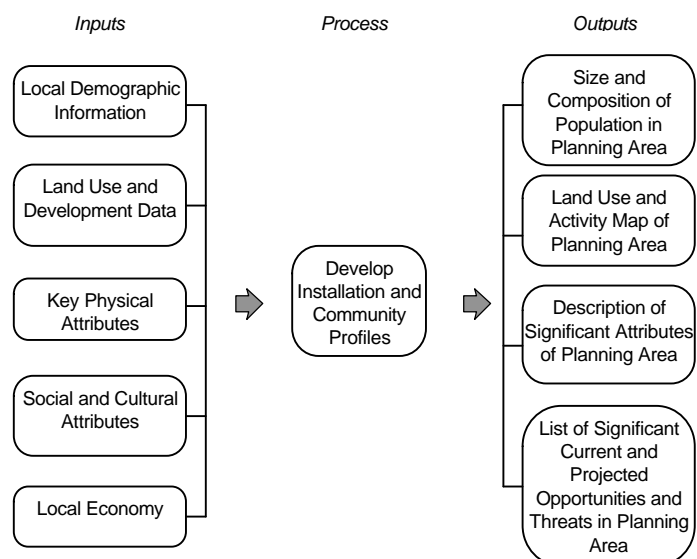 Inputs
Process
Outputs
Local Demographic
Information
Land Use and
Development Data
Key Physical
Attributes
Social and Cultural
Attributes
Local Economy
Develop
Installation and
Community
Profiles
Size and
Composition of
Population in
Planning Area
Land Use and
Activity Map of
Planning Area
Description of
Significant Attributes
of Planning Area
List of Significant
Current and
Projected
Opportunities and
Threats in Planning
Area